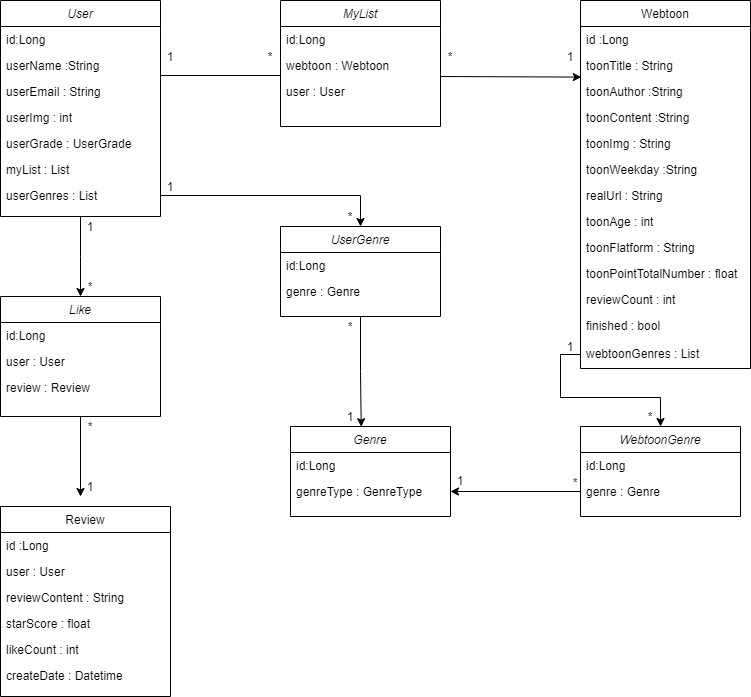 User
id:Long
userName :String
userEmail : String
userImg : int
userGrade : UserGrade
myList : List
userGenres : List
1
*
MyList
id:Long
webtoon : Webtoon
user : User
*
1
Webtoon
id :Long
toonTitle : String
toonAuthor :String
toonContent :String
toonImg : String
toonWeekday :String
realUrl : String
toonAge : int
toonFlatform : String
toonPointTotalNumber : float
reviewCount : int
finished : bool
webtoonGenres : List
1
*
UserGenre
id:Long
genre : Genre
1
*
Like
id:Long
user : User
review : Review
*
1
*
1
1
*
Genre
id:Long
genreType : GenreType
1
*
WebtoonGenre
id:Long
genre : Genre
Review
id :Long
user : User
reviewContent : String
starScore : float
likeCount : int
createDate : Datetime